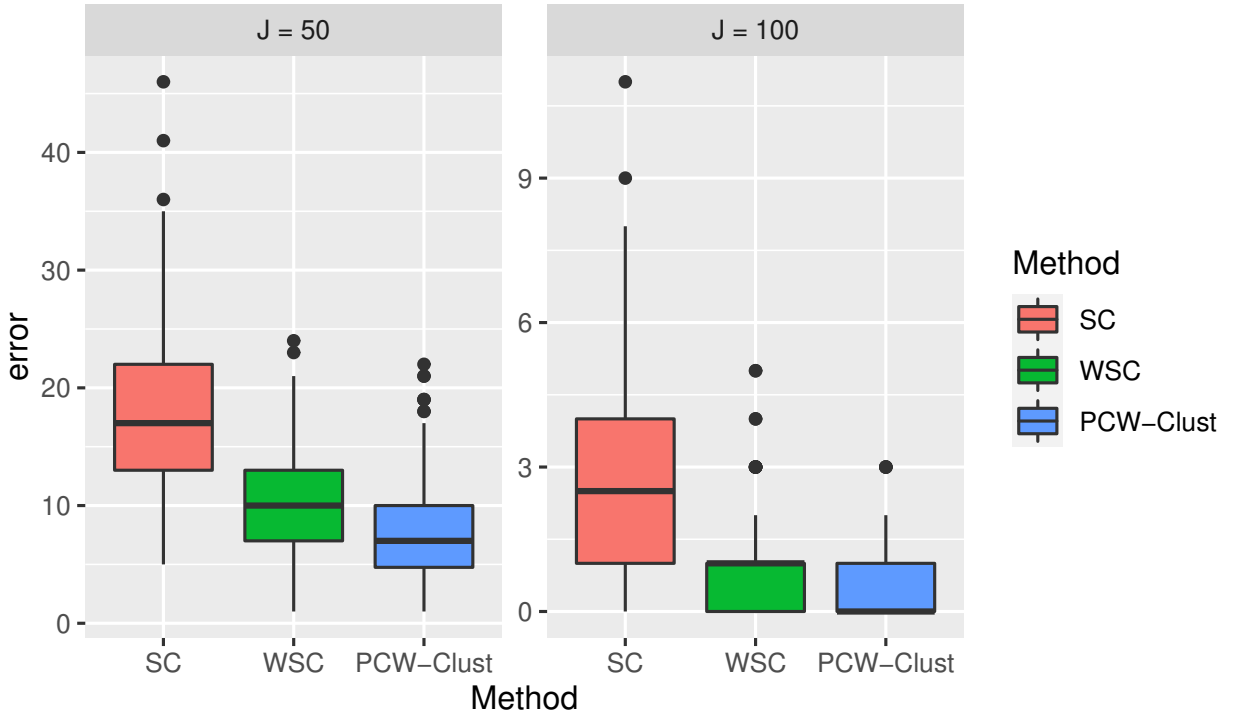 J = 50
J = 100
error
40
30
20
10
0
9
6
3
0
SC
WSC
PCW−Clust
SC
WSC
PCW−Clust
Method
Method
SC
WSC
PCW−Clust